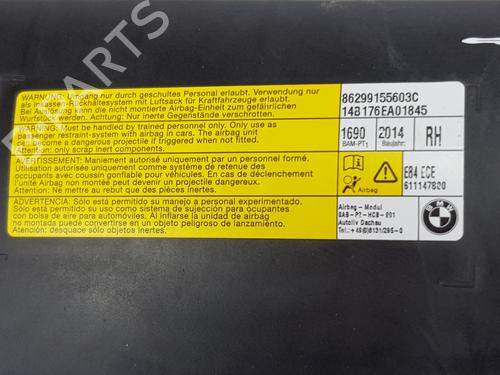 WARNUNG: Umgang nur durch geschultes Personal erlaubt. Verwendung nur
als Insassen-Rückhaltesystem mit Luftsack für Kraftfahrzeuge erlaubt.
Bei Auslösung kann die nicht montierte Airbag-Einheit gefährlich
Wurfstück werden.
Achtung: Nur inerte Gegenstände verschrotten.
WARNING: Must be handled by trained personnel only. Only use as
passenger restraint-system with airbag in cars. The airbag unit
can become a dangerous projectile if triggered when not fitted.
Attention: only scrap inert components.
AVERTISSEMENT: Maniement autorisé uniquement par un personnel formé.
Utilisation autorisée uniquement comme système de protection des
occupants avec coussin gonflable pour véhicules. En cas de déclenchement
l'unité Airbag non montée peut devenir un projectile dangereux.
Attention: Ne mettre au rebut que des pièces inertes.
ADVERTENCIA: Sólo está permitido su manejo a personal experimentado.
Sólo está permitido su uso como sistema de sujeción para ocupantes
con bolsa de aire para automóviles. Al inflarse la unidad de airbag
no montada puede convertirse en un objeto peligroso de lanzamiento.
Atención: desguace sólo objetos inertes.
86299155603C
14B176EA01845
1690
BAM-PT1
2014
Baujahr:
RH
Airbag
E84 ECE
611147800
Airbag - Modul
Autoliv Dachau
BMW
PARTS